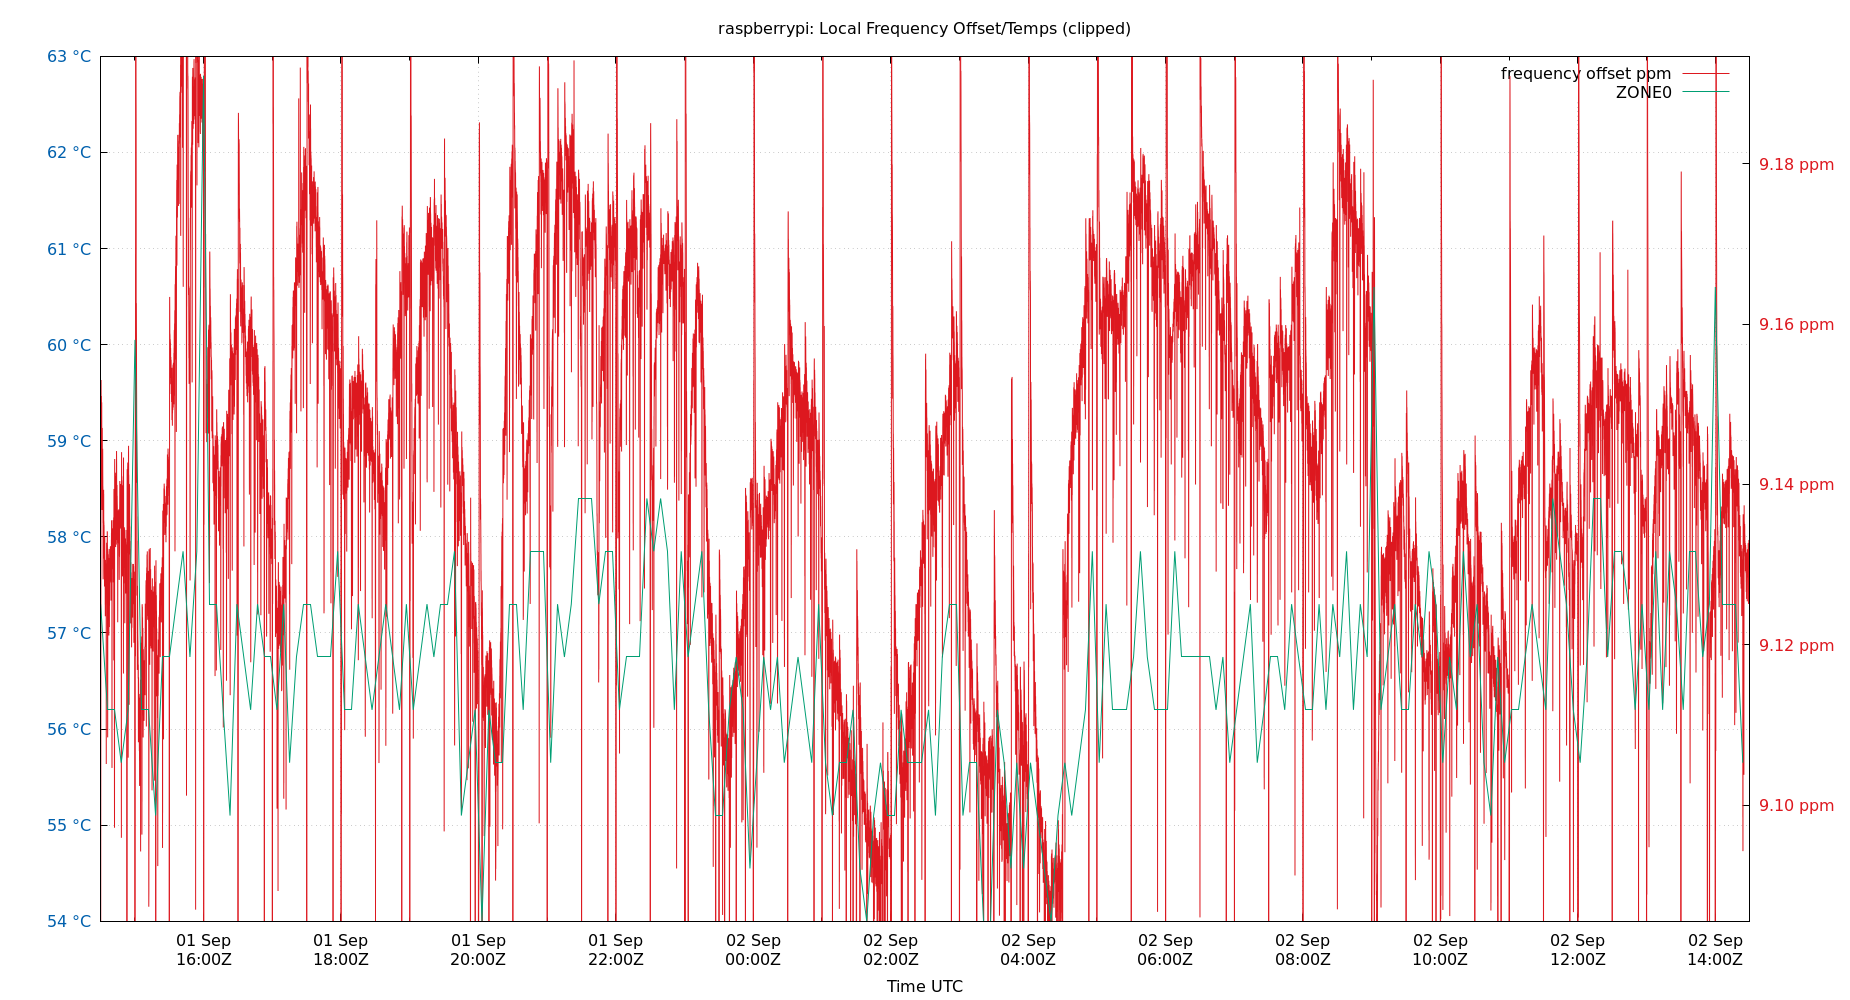 raspberrypi: Local Frequency Offset/Temps (clipped)
63 °C
62 °C
61 °C
60 °C
59 °C
58 °C
57 °C
56 °C
55 °C
54 °C
frequency offset ppm
ZONE0
9.18 ppm
9.16 ppm
9.14 ppm
9.12 ppm
9.10 ppm
01 Sep 01 Sep 01 Sep 01 Sep 02 Sep 02 Sep 02 Sep 02 Sep 02 Sep 02 Sep 02 Sep 02 Sep
16:00Z 18:00Z 20:00Z 22:00Z 00:00Z 02:00Z 04:00Z 06:00Z 08:00Z 10:00Z 12:00Z 14:00Z
Time UTC